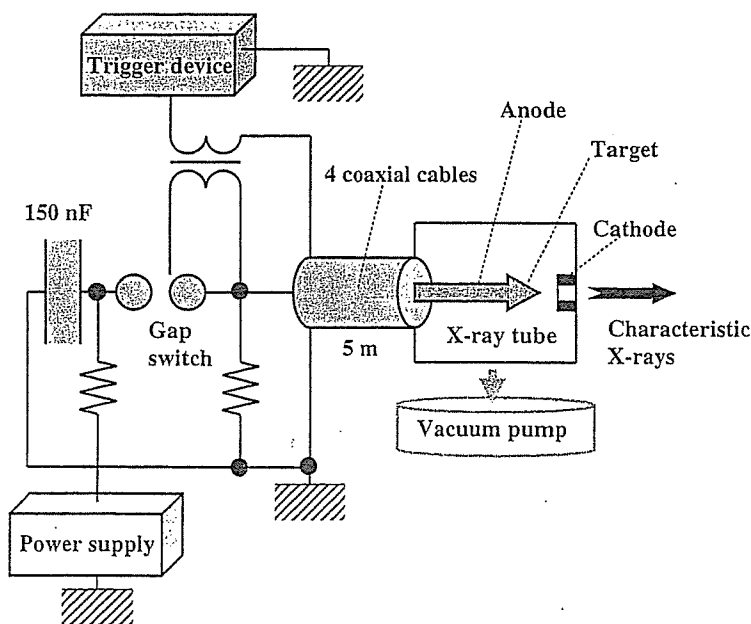 Trigger device
Anode
Target
4 coaxial cables
150 nF
Cathode
Gap
switch
5 m
X-ray tube
Characteristic
X-rays
Vacuum pump
Power supply